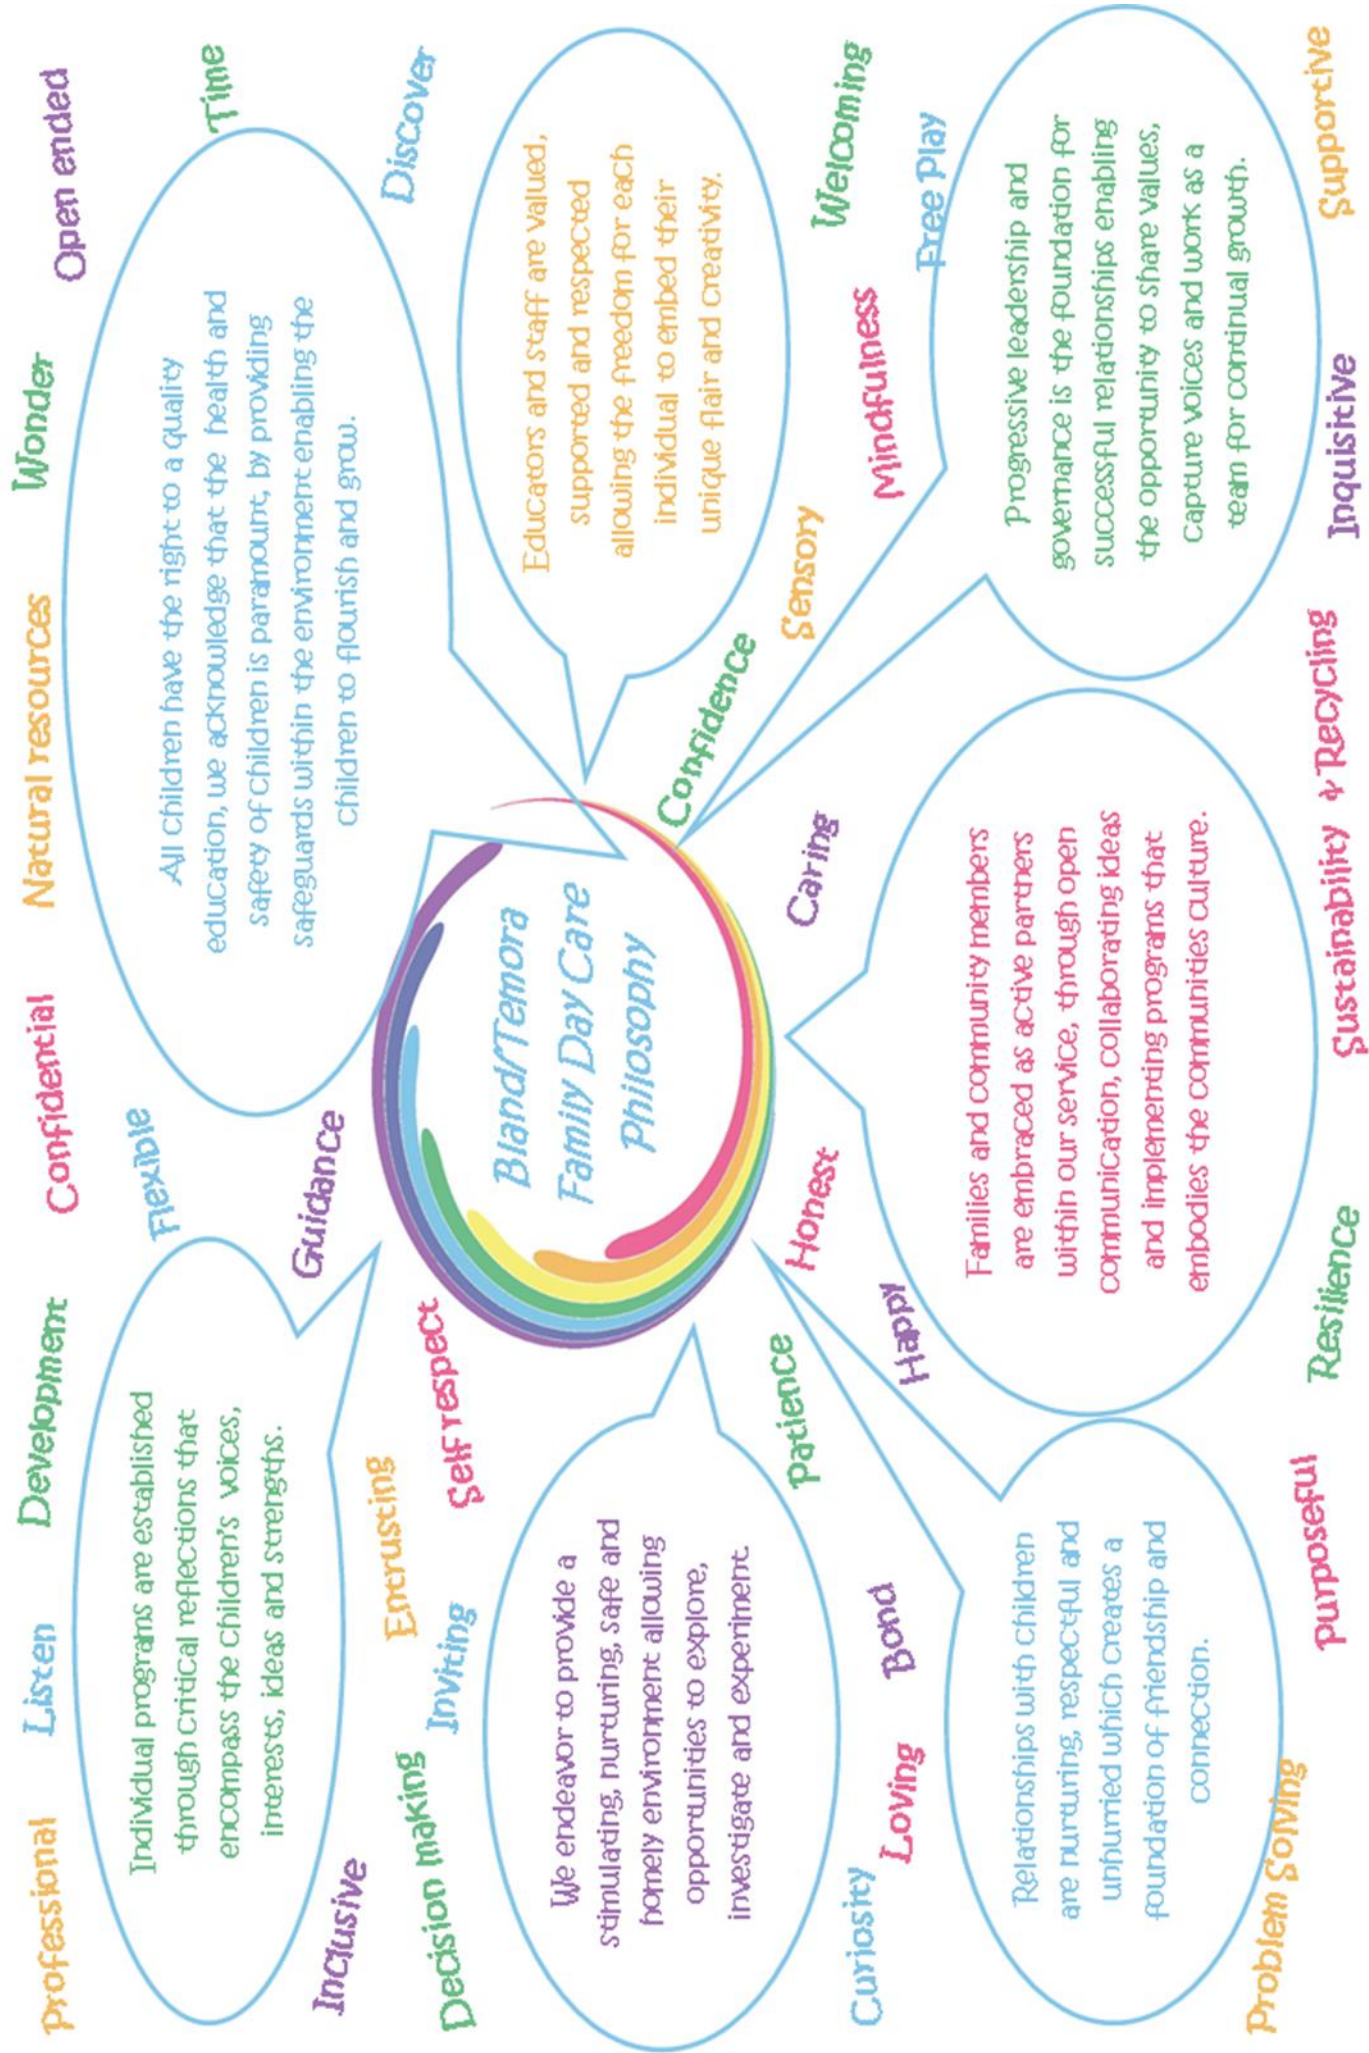 Professional
Listen
Development
Confidential
Natural resources
Wonder
Open ended
Individual programs are established
through critical reflections that
encompass the children's voices,
interests, ideas and strengths.
Flexible
All children have the right to a quality
education, we acknowledge that the health and
safety of children is paramount, by providing
safeguards within the environment enabling the
children to flourish and grow.
Time
Inclusive
Guidance
Entrusting
Discover
Decision making
Inviting
Self respect
Bland/Temora
Family Day Care
Philosophy
Educators and staff are valued,
supported and respected
allowing the freedom for each
individual to embed their
unique flair and creativity.
We endeavor to provide a
stimulating, nurturing, safe and
homely environment allowing
opportunities to explore,
investigate and experiment.
Confidence
Sensory
Patience
Honest
Caring
Mindfulness
Welcoming
Curiosity
Loving
Bond
Happy
Free Play
Relationships with children
are nurturing, respectful and
unhurried which creates a
foundation of friendship and
connection.
Families and community members
are embraced as active partners
within our service, through open
communication, collaborating ideas
and implementing programs that
embodies the communities culture.
Progressive leadership and
governance is the foundation for
successful relationships enabling
the opportunity to share values,
capture voices and work as a
team for continual growth.
Problem Solving
Purposeful
Resilience
Sustainability & Recycling
Inquisitive
Supportive